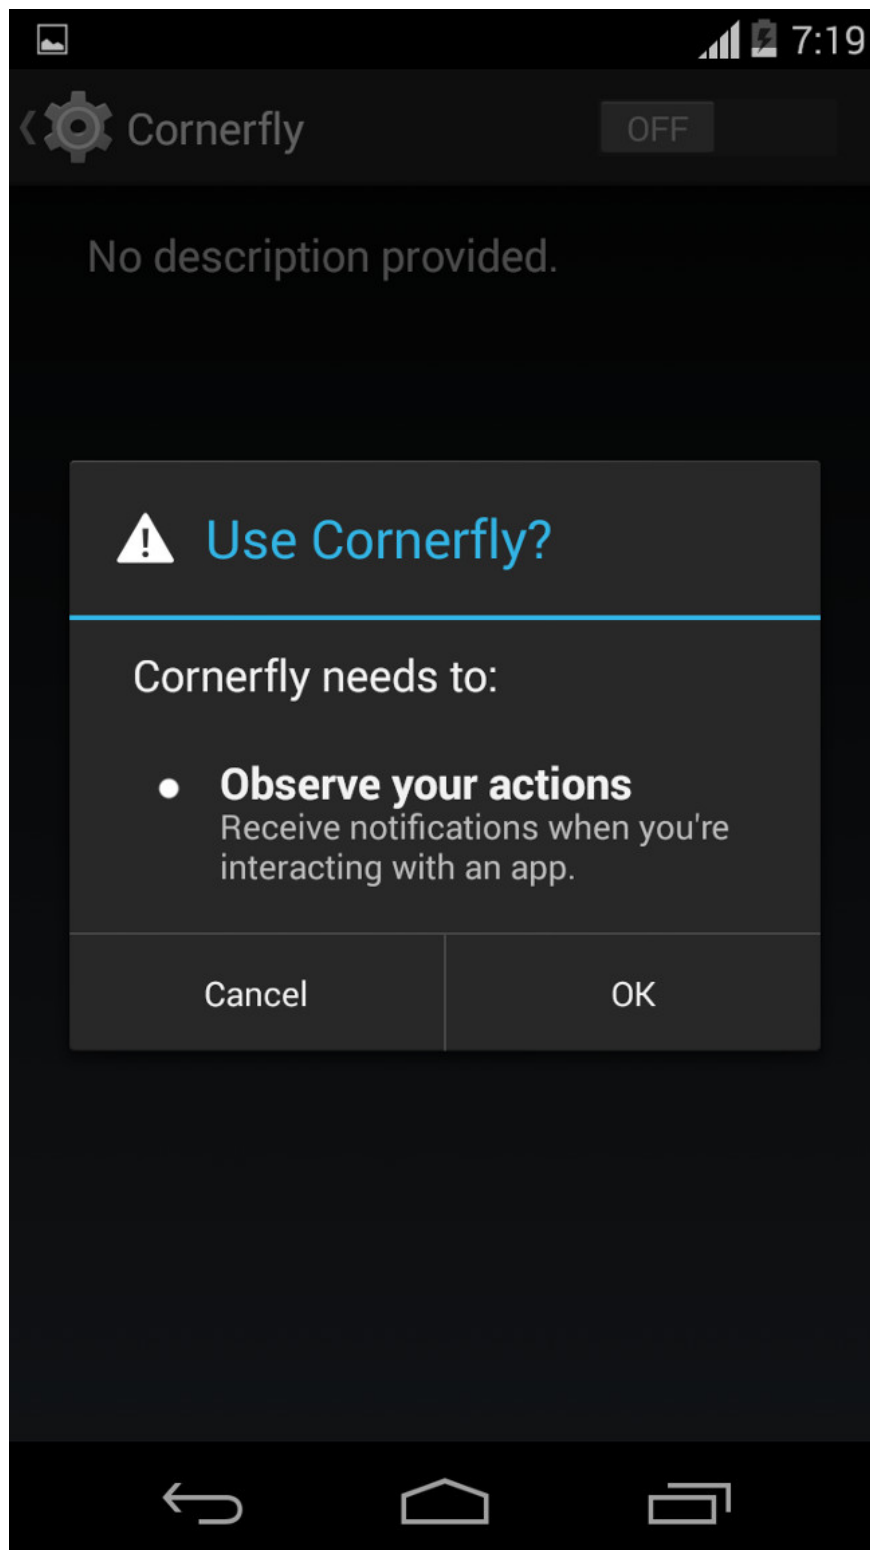 7:19
Cornerfly OFF
No description provided.
Use Cornerfly?
Cornerfly needs to:
Observe your actions
Receive notifications when you're
interacting with an app.
Cancel OK